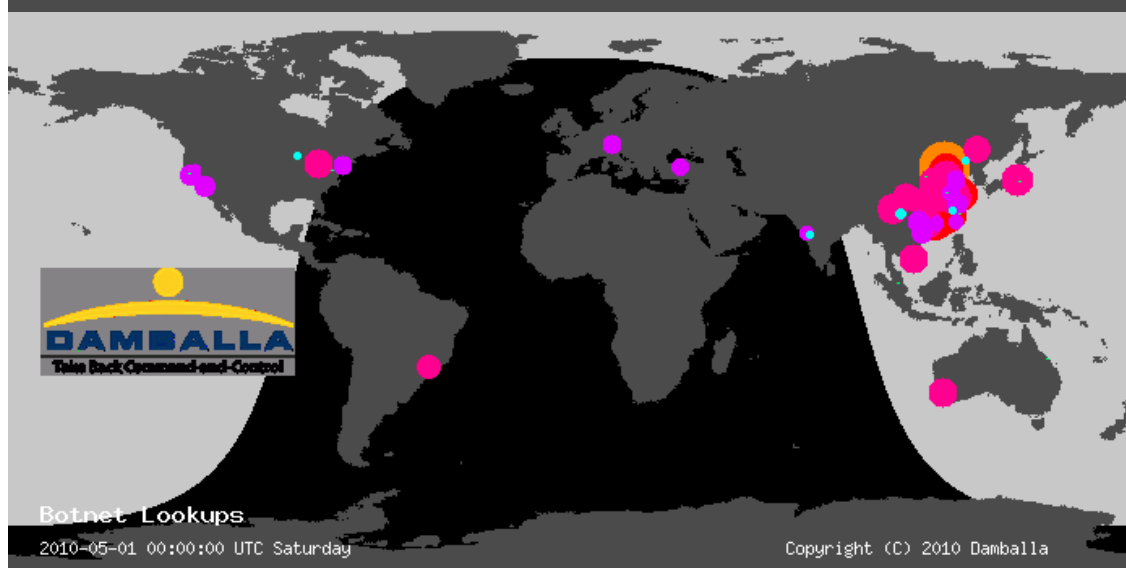 DAMBALLA
Take Back Command-and-Control
Botnet Lookups
2010-05-01 00:00:00 UTC Saturday
Copyright (C) 2010 Damballa